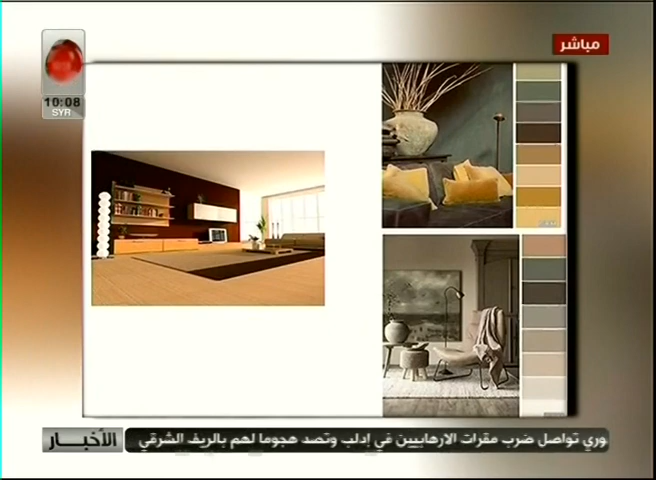 مباشر
10:08
SYR
الأخبار
وري تواصل ضرب مقرات الارهابيين في إدلب وتصد هجوما لهم بالريف الشرقي